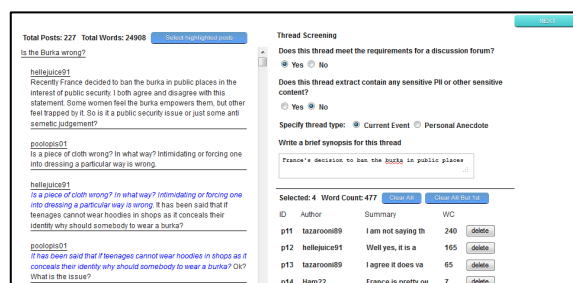 NEXT
Total Posts: 227 Total Words: 24908 Select highlighted posts
Is the Burka wrong?
hellejuice91
Recently France decided to ban the burka in public places in the
interest of public security. I both agree and disagree with this
statement. Some women feel the burka empowers them, but other
feel trapped by it. So is it a public security issue or just some anti
semetic judgement?
poolopis01
Is a piece of cloth wrong? In what way? Intimidating or forcing one
into dressing a particular way is wrong.
hellejuice91
Is a piece of cloth wrong? In what way? Intimidating or forcing one
into dressing a particular way is wrong. It has been said that if
teenages cannot wear hoodies in shops as it conceals their
identity why should somebody to wear a burka?
poolopis01
It has been said that if teenages cannot wear hoodies in shops as it
conceals their identity why should somebody to wear a burka? Ok?
What is the issue?
Thread Screening
Does this thread meet the requirements for a discussion forum?
Yes No
Does this thread extract contain any sensitive PII or other sensitive
content?
Yes No
Specify thread type: Current Event Personal Anecdote
Write a brief synopsis for this thread
France's decision to ban the burka in public places
Selected: 4 Word Count: 477 Clear All Clear All But 1st
ID Author Summary WC
p11 tazarooni89 I am not saying th 240 delete
p12 hellejuice91 Well yes, it is a 165 delete
p13 tazarooni89 I agree it does va 65 delete
p14 Ham22 France is pretty ou 7 delete